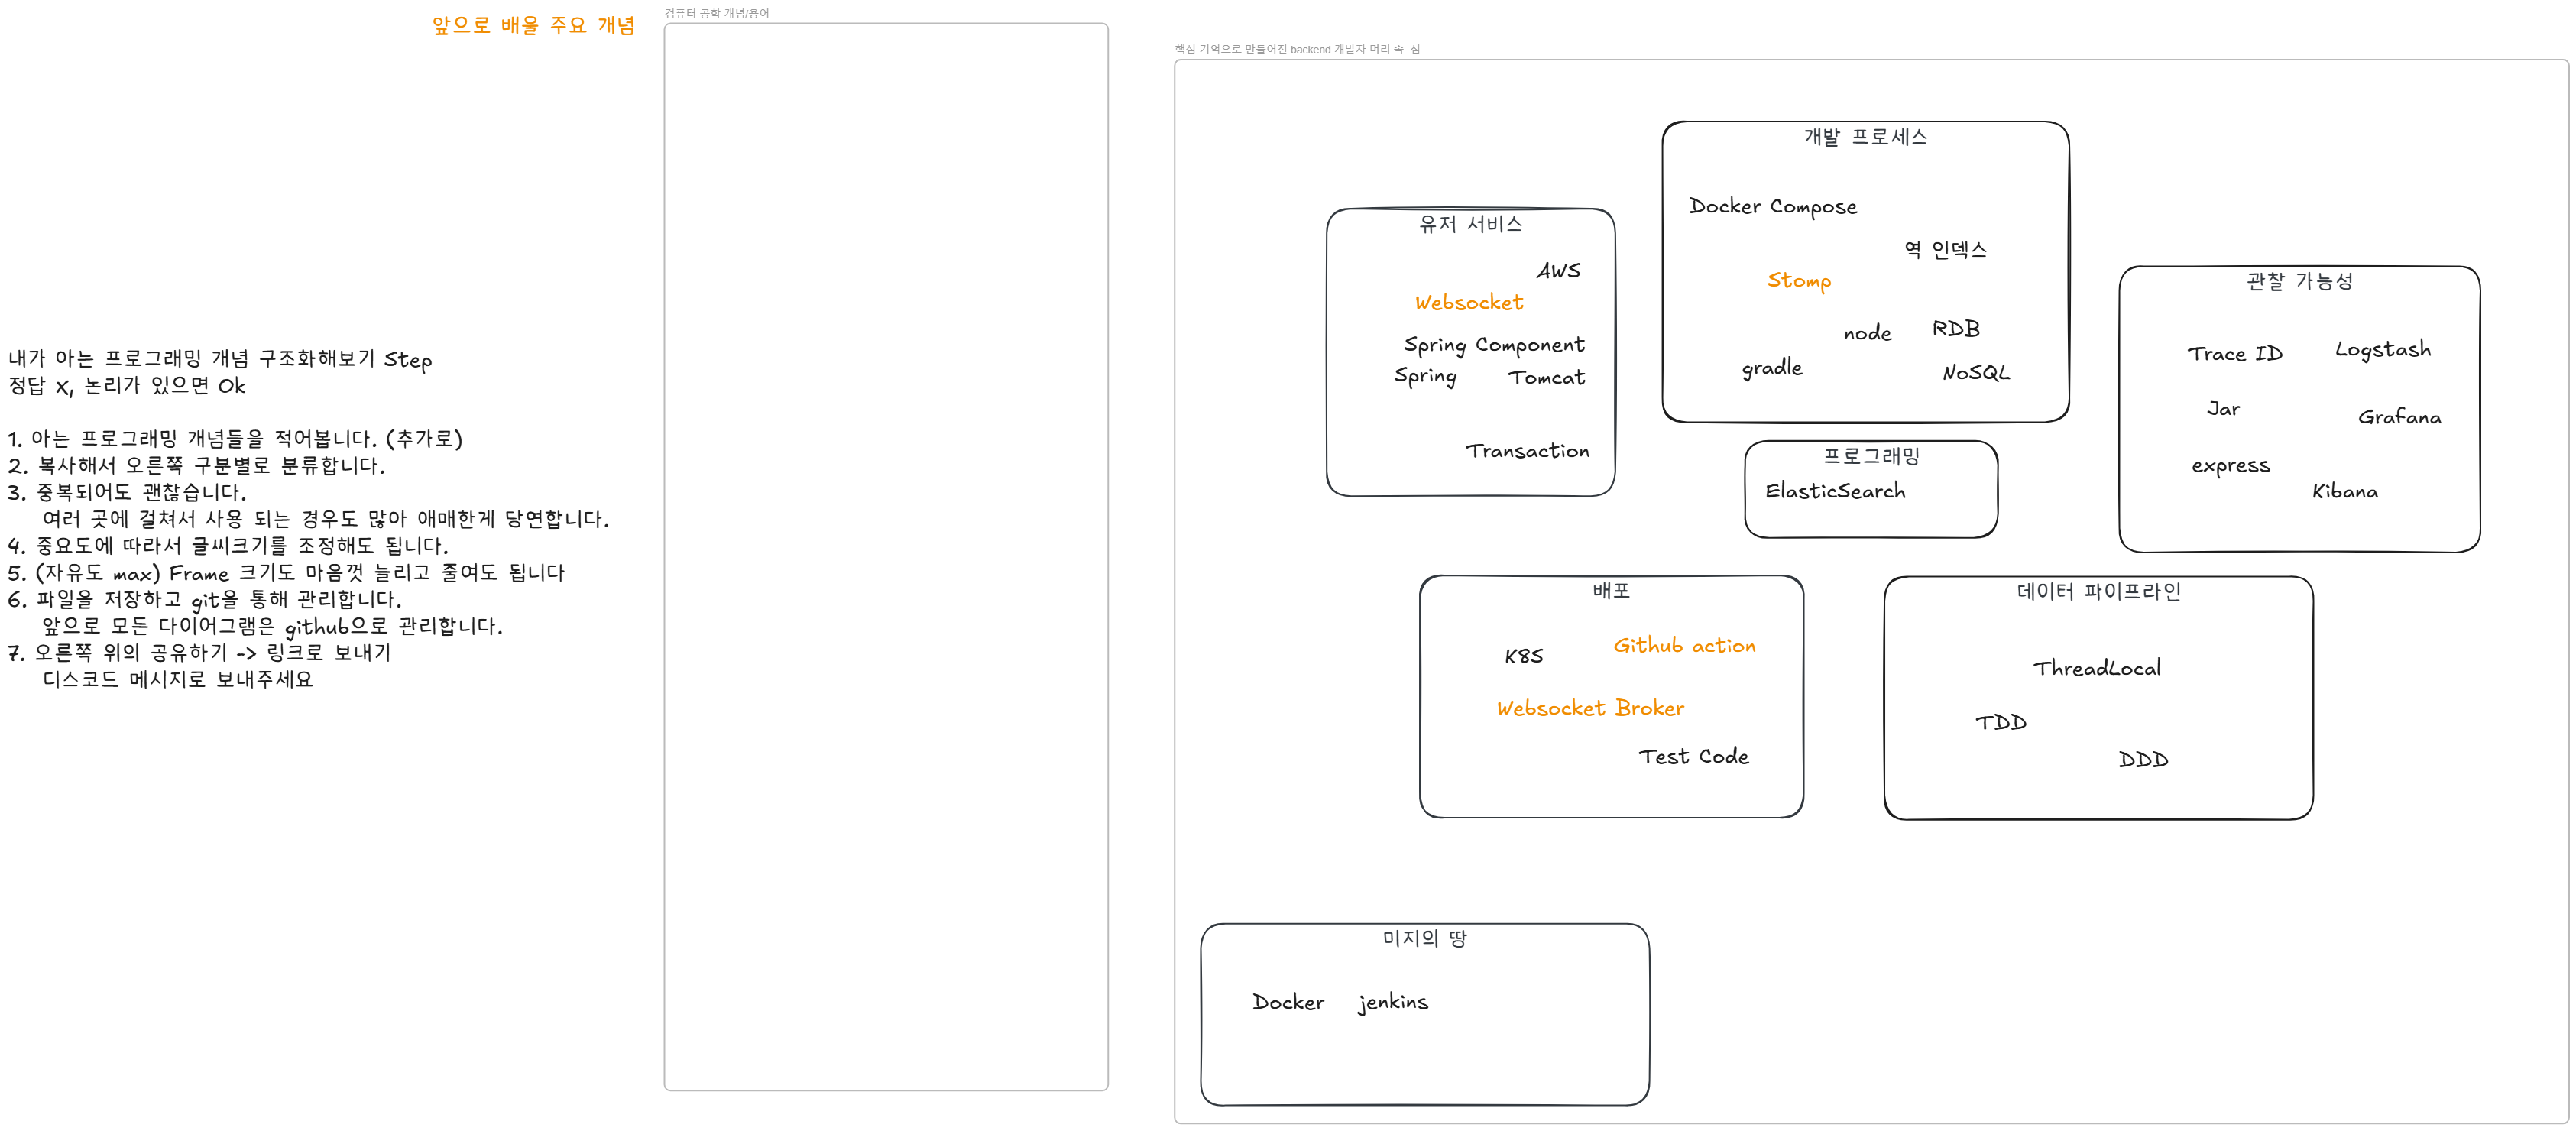 앞으로 배울 주요 개념
컴퓨터 공학 개념/용어
핵심 기억으로 만들어진 backend 개발자 머리 속 섬
내가 아는 프로그래밍 개념 구조화해보기 Step
정답 X, 논리가 있으면 Ok
1. 아는 프로그래밍 개념들을 적어봅니다. (추가로)
2. 복사해서 오른쪽 구분별로 분류합니다.
3. 중복되어도 괜찮습니다.
여러 곳에 걸쳐서 사용 되는 경우도 많아 애매한게 당연합니다.
4. 중요도에 따라서 글씨크기를 조정해도 됩니다.
5. (자유도 max) Frame 크기도 마음껏 늘리고 줄여도 됩니다
6. 파일을 저장하고 git을 통해 관리합니다.
앞으로 모든 다이어그램은 github으로 관리합니다.
7. 오른쪽 위의 공유하기 -> 링크로 보내기
디스코드 메시지로 보내주세요
유저 서비스
AWS
Websocket
Spring Component
Spring
Tomcat
Transaction
개발 프로세스
Docker Compose
역 인덱스
Stomp
node
RDB
gradle
NoSQL
프로그래밍
ElasticSearch
관찰 가능성
Trace ID
Logstash
Jar
Grafana
express
Kibana
배포
K8S
Github action
Websocket Broker
Test Code
데이터 파이프라인
ThreadLocal
TDD
DDD
미지의 땅
Docker
jenkins